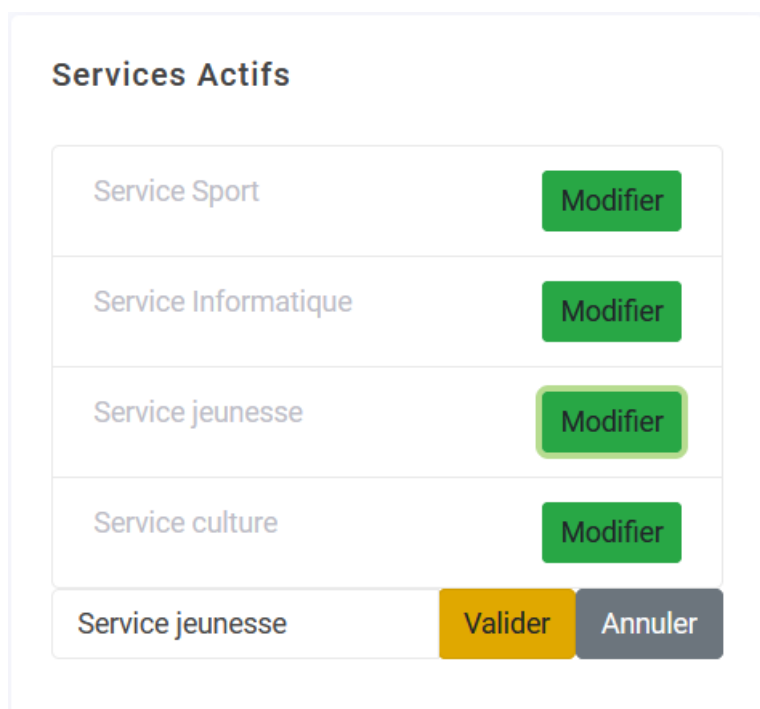 Services Actifs
Service Sport Modifier
Service Informatique Modifier
Service jeunesse Modifier
Service culture Modifier
Service jeunesse Valider Annuler